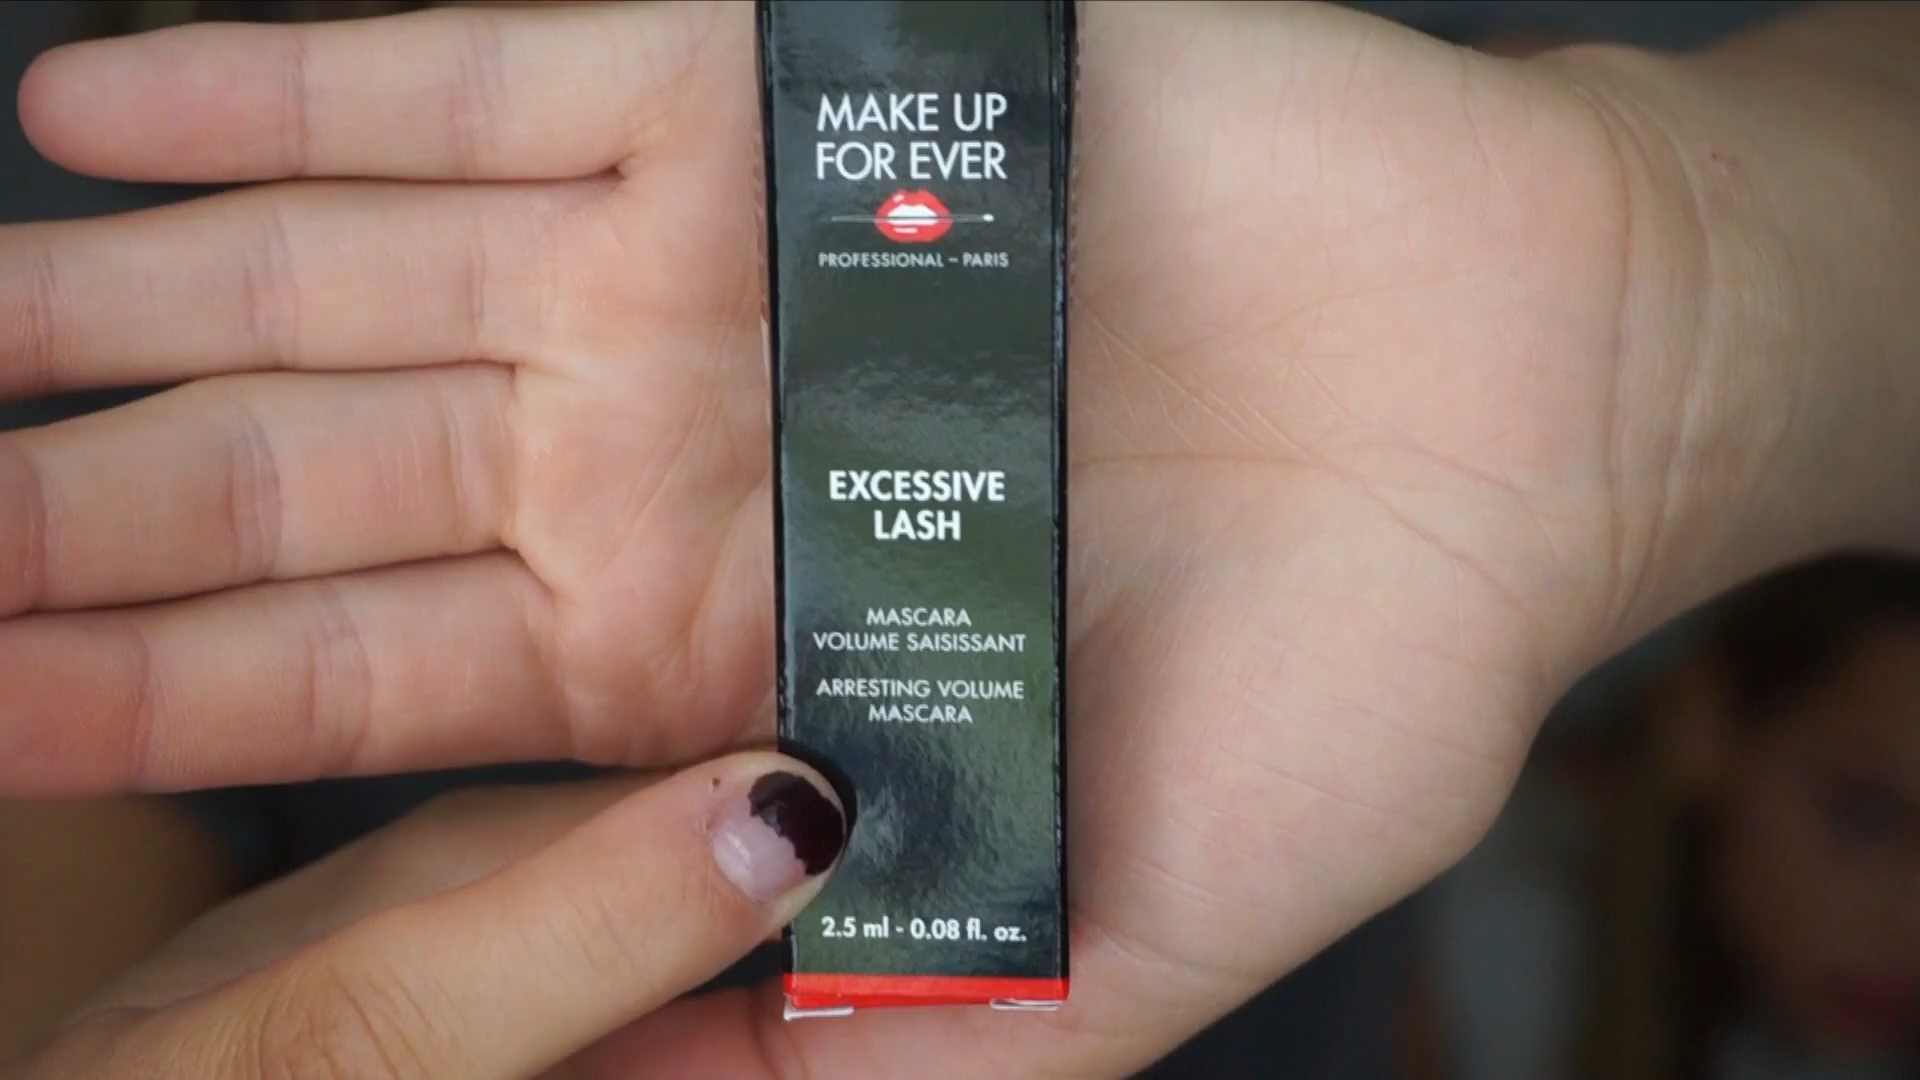 MAKE UP
FOR EVER
PROFESSIONAL – PARIS
EXCESSIVE
LASH
MASCARA
VOLUME SAISISSANT
ARRESTING VOLUME
MASCARA
2.5 ml - 0.08 fl. oz.